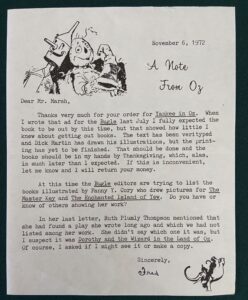 November 6, 1972
A Note
From Oz
Dear Mr. Marsh,
Thanks very much for your order for Yankee in Oz. When
I wrote that ad for the Bugle last July I fully expected the
book to be out by this time, but that showed how little I
knew about getting out books. The text has been varityped
and Dick Martin has drawn his illustrations, but the print-
ing has yet to be finished. That should be done and the
books should be in my hands by Thanksgiving, which, alas,
is much later than I expected. If this is inconvenient,
let me know and I will return your money.
At this time the Bugle editors are trying to list the
books illustrated by Fanny Y. Cory who drew pictures for The
Master Key and The Enchanted Island of Yew. Do you have or
know of others showing her work?
In her last letter, Ruth Plumly Thompson mentioned that
she had found a play she wrote long ago and which we had not
listed among her work. She didn't say which one it was, but
I suspect it was Dorothy and the Wizard in the Land of Oz.
Of course, I asked if I might see it or make a copy.
Sincerely,
Fred